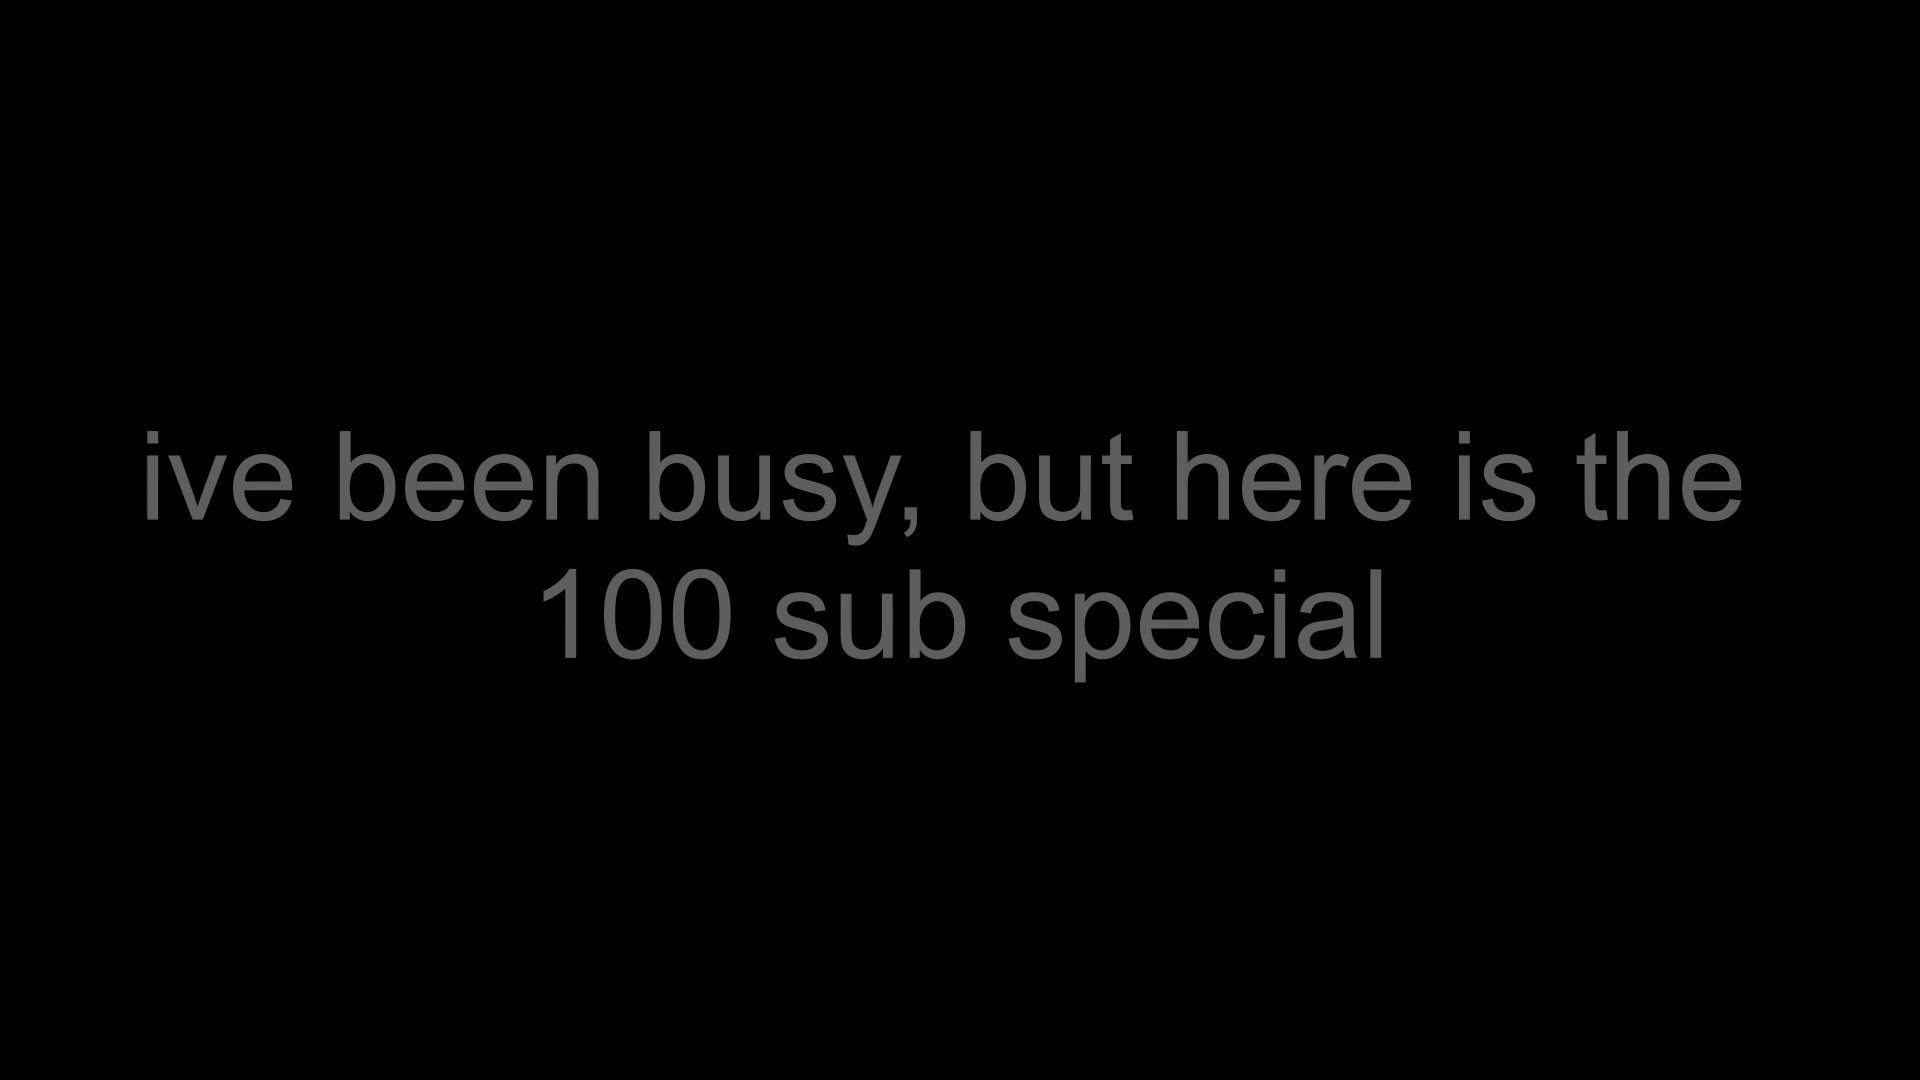 ive been busy, but here is the
100 sub special